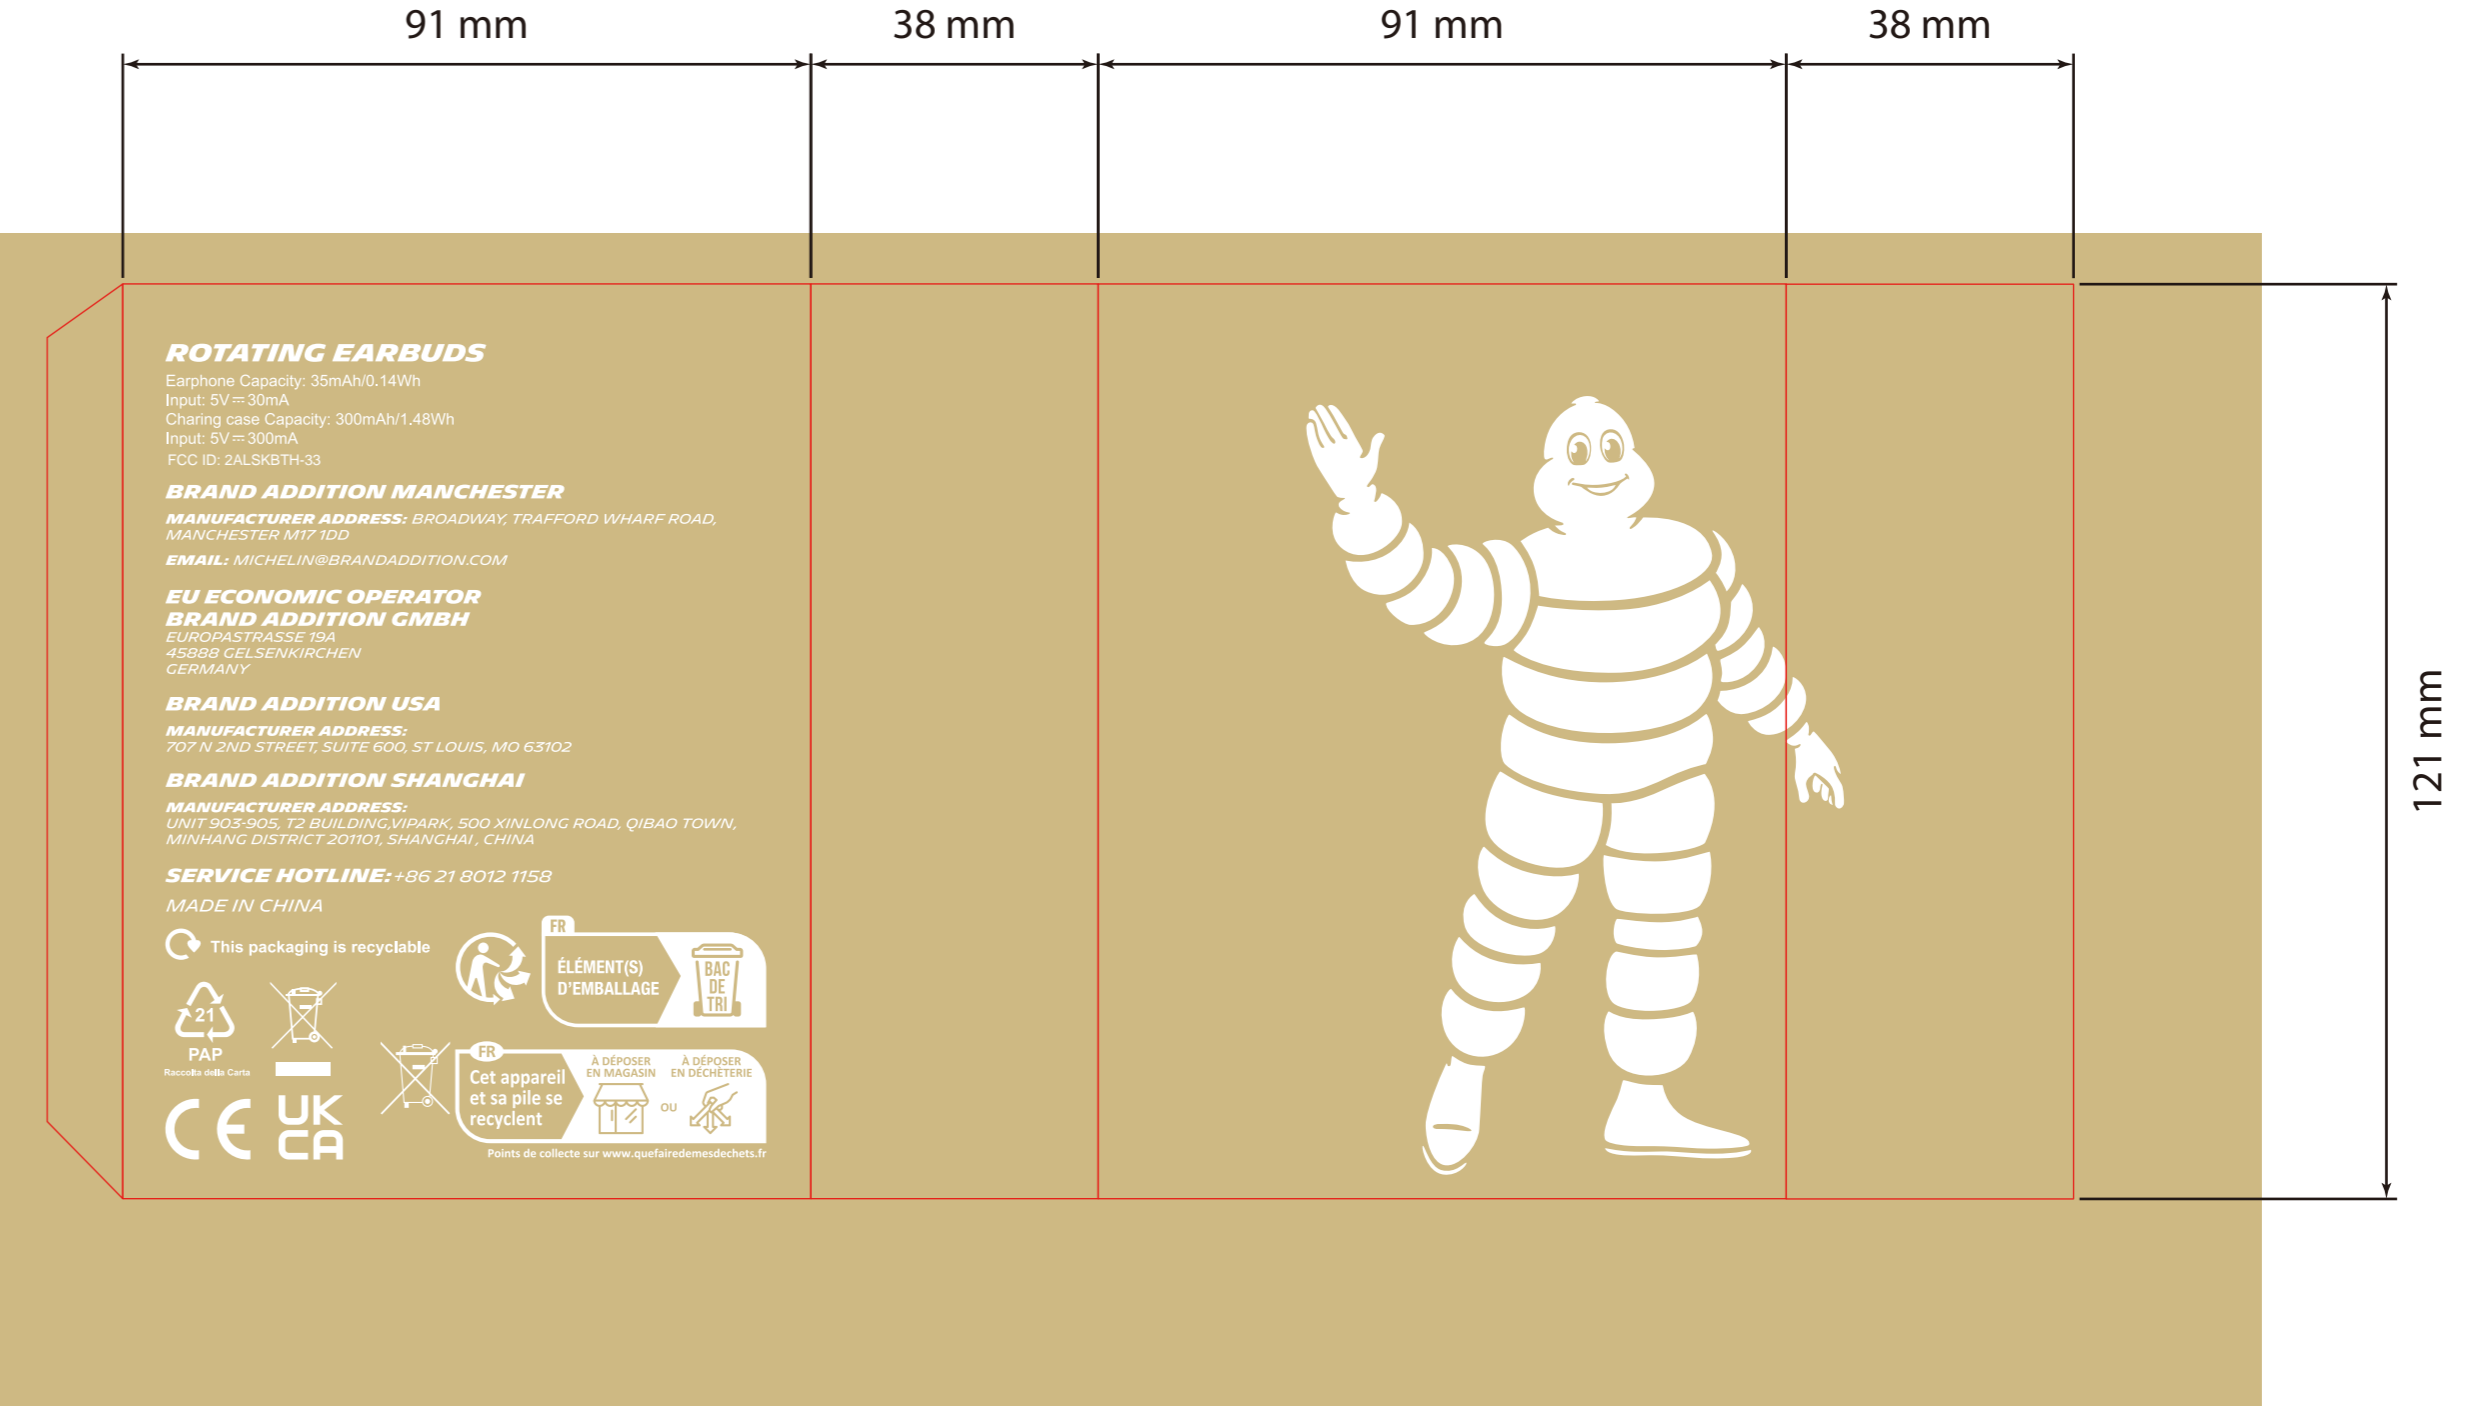 91 mm
38 mm
91 mm
38 mm
121 mm
ROTATING EARBUDS
Earphone Capacity: 35mAh/0.14Wh
Input: 5V⎓30mA
Charing case Capacity: 300mAh/1.48Wh
Input: 5V⎓300mA
FCC ID: 2ALSKBTH-33
BRAND ADDITION MANCHESTER
MANUFACTURER ADDRESS: BROADWAY, TRAFFORD WHARF ROAD,
MANCHESTER M17 1DD
EMAIL: MICHELIN@BRANDADDITION.COM
EU ECONOMIC OPERATOR
BRAND ADDITION GMBH
EUROPASTRASSE 19A
45888 GELSENKIRCHEN
GERMANY
BRAND ADDITION USA
MANUFACTURER ADDRESS:
707 N 2ND STREET, SUITE 600, ST LOUIS, MO 63102
BRAND ADDITION SHANGHAI
MANUFACTURER ADDRESS:
UNIT 903-905, T2 BUILDING,VIPARK, 500 XINLONG ROAD, QIBAO TOWN,
MINHANG DISTRICT 201101, SHANGHAI , CHINA
SERVICE HOTLINE:+86 21 8012 1158
MADE IN CHINA
This packaging is recyclable
FR
ÉLÉMENT(S)
D'EMBALLAGE
BAC
DE
TRI
21
PAP
Raccolta della Carta
CE
UK
CA
FR
Cet appareil
et sa pile se
recyclent
À DÉPOSER
EN MAGASIN
OU
À DÉPOSER
EN DÉCHÈTERIE
Points de collecte sur www.quefairedemesdechets.fr